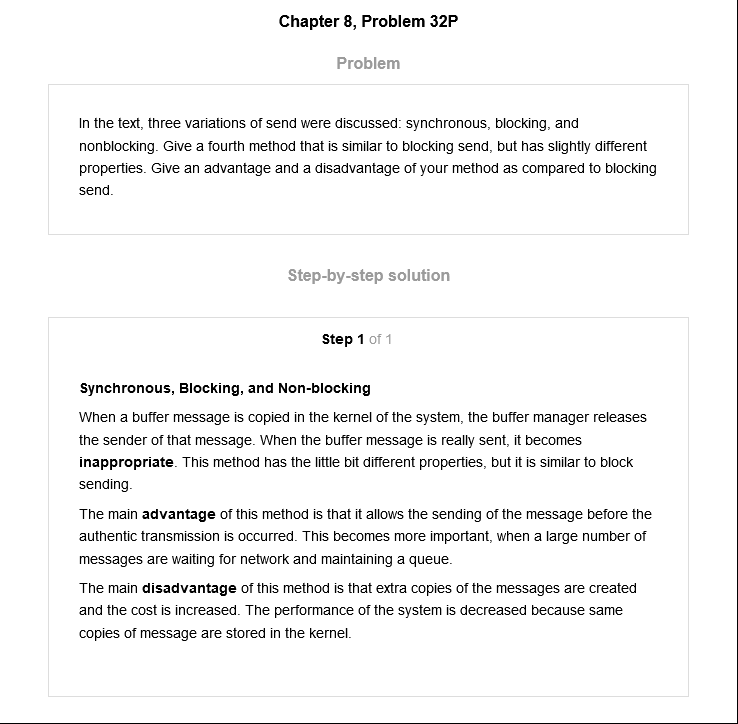 Chapter 8, Problem 32P
Problem
In the text, three variations of send were discussed: synchronous, blocking, and
nonblocking. Give a fourth method that is similar to blocking send, but has slightly different
properties. Give an advantage and a disadvantage of your method as compared to blocking
send.
Step-by-step solution
Step 1 of 1
Synchronous, Blocking, and Non-blocking
When a buffer message is copied in the kernel of the system, the buffer manager releases
the sender of that message. When the buffer message is really sent, it becomes
inappropriate. This method has the little bit different properties, but it is similar to block
sending.
The main advantage of this method is that it allows the sending of the message before the
authentic transmission is occurred. This becomes more important, when a large number of
messages are waiting for network and maintaining a queue.
The main disadvantage of this method is that extra copies of the messages are created
and the cost is increased. The performance of the system is decreased because same
copies of message are stored in the kernel.